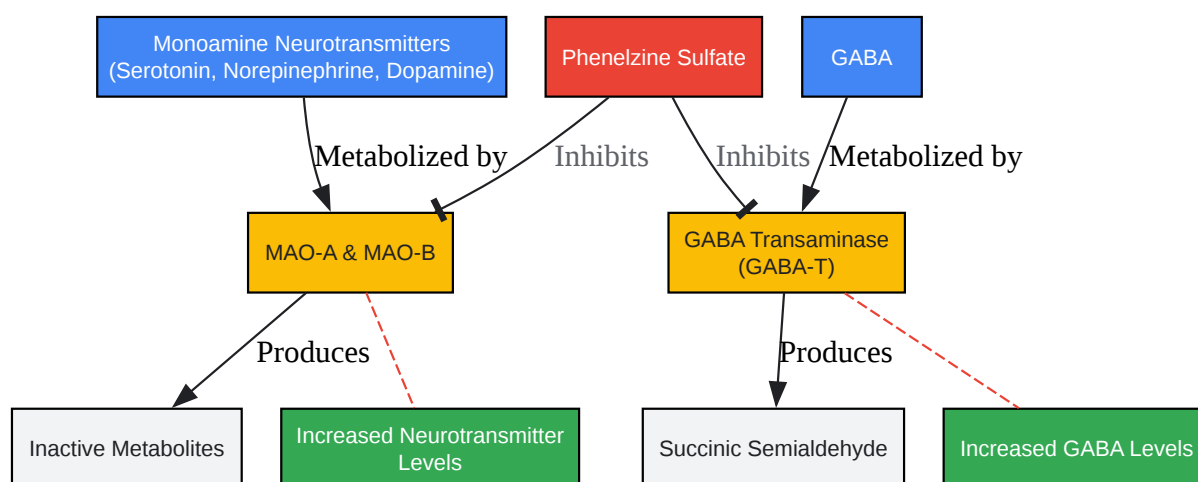 Monoamine Neurotransmitters
(Serotonin, Norepinephrine, Dopamine)
Phenelzine Sulfate
GABA
Metabolized by
Inhibits
Inhibits
Metabolized by
MAO-A & MAO-B
GABA Transaminase
(GABA-T)
Produces
Produces
Inactive Metabolites
Increased Neurotransmitter
Levels
Succinic Semialdehyde
Increased GABA Levels